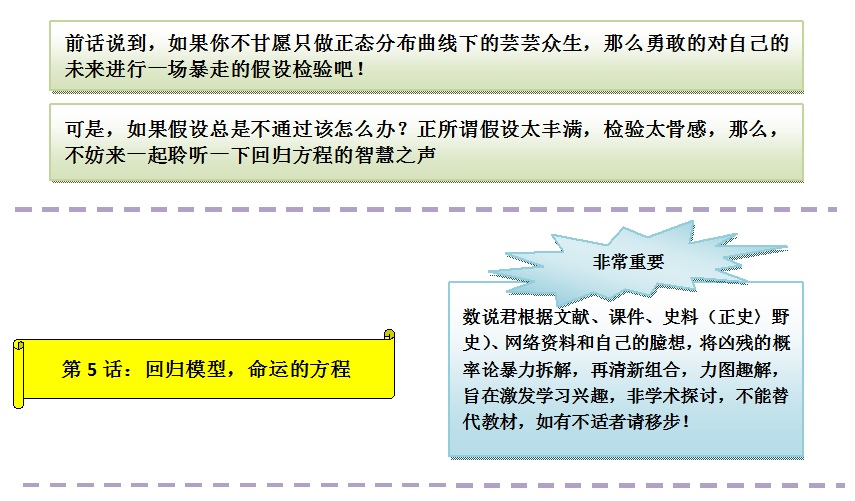 前话说到，如果你不甘愿只做正态分布曲线下的芸芸众生，那么勇敢的对自己的
未来进行一场暴走的假设检验吧！
可是，如果假设总是不通过该怎么办？正所谓假设太丰满，检验太骨感，那么，
不妨来一起聆听一下回归方程的智慧之声
非常重要
数说君根据文献、课件、史料（正史〉野
史）、网络资料和自己的臆想，将凶残的概
率论暴力拆解，再清新组合，力图趣解，
旨在激发学习兴趣，非学术探讨，不能替
代教材，如有不适者请移步！
第 5 话：回归模型，命运的方程